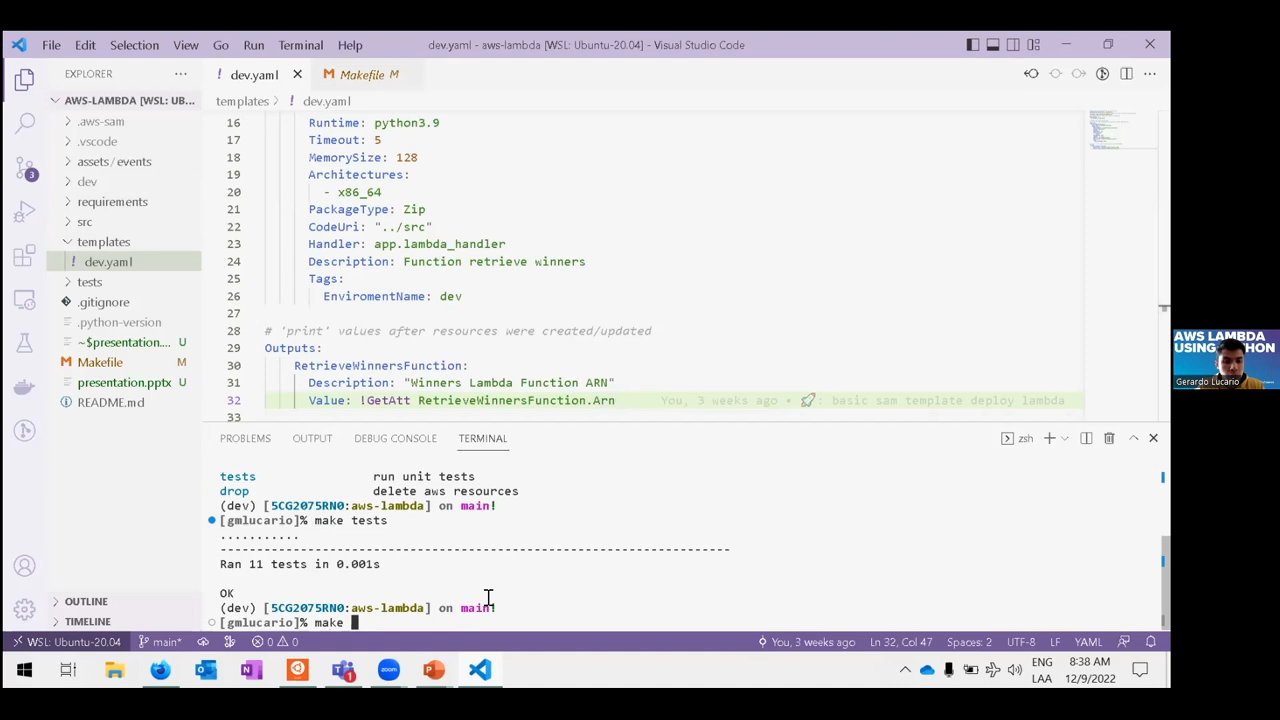 File Edit Selection View Go Run Terminal Help
dev.yaml - aws-lambda [WSL: Ubuntu-20.04] - Visual Studio Code
EXPLORER
AWS-LAMBDA [WSL: UB...
.aws-sam
.vscode
assets/events
dev
requirements
src
templates
! dev.yaml
tests
.gitignore
.python-version
~$presentation.... U
Makefile M
presentation.pptx U
README.md
OUTLINE
TIMELINE
3
! dev.yaml
M Makefile M
templates > ! dev.yaml
16 Runtime: python3.9
17 Timeout: 5
18 MemorySize: 128
19 Architectures:
20 - x86_64
21 PackageType: Zip
22 CodeUri: "../src"
23 Handler: app.lambda_handler
24 Description: Function retrieve winners
25 Tags:
26 EnviromentName: dev
27
28 # 'print' values after resources were created/updated
29 Outputs:
30 RetrieveWinnersFunction:
31 Description: "Winners Lambda Function ARN"
32 Value: !GetAtt RetrieveWinnersFunction.Arn You, 3 weeks ago • 🚀: basic sam template deploy lambda
33
PROBLEMS OUTPUT DEBUG CONSOLE TERMINAL
zsh
tests run unit tests
drop delete aws resources
(dev) [5CG2075RN0:aws-lambda] on main!
[gmlucario]% make tests
...........
----------------------------------------------------------------------
Ran 11 tests in 0.001s
OK
(dev) [5CG2075RN0:aws-lambda] on main!
[gmlucario]% make
WSL: Ubuntu-20.04 main* 0 0 You, 3 weeks ago Ln 32, Col 47 Spaces: 2 UTF-8 LF YAML
zoom
1
ENG
LAA
8:38 AM
12/9/2022
AWS LAMBDA
USING PYTHON
Gerardo Lucario